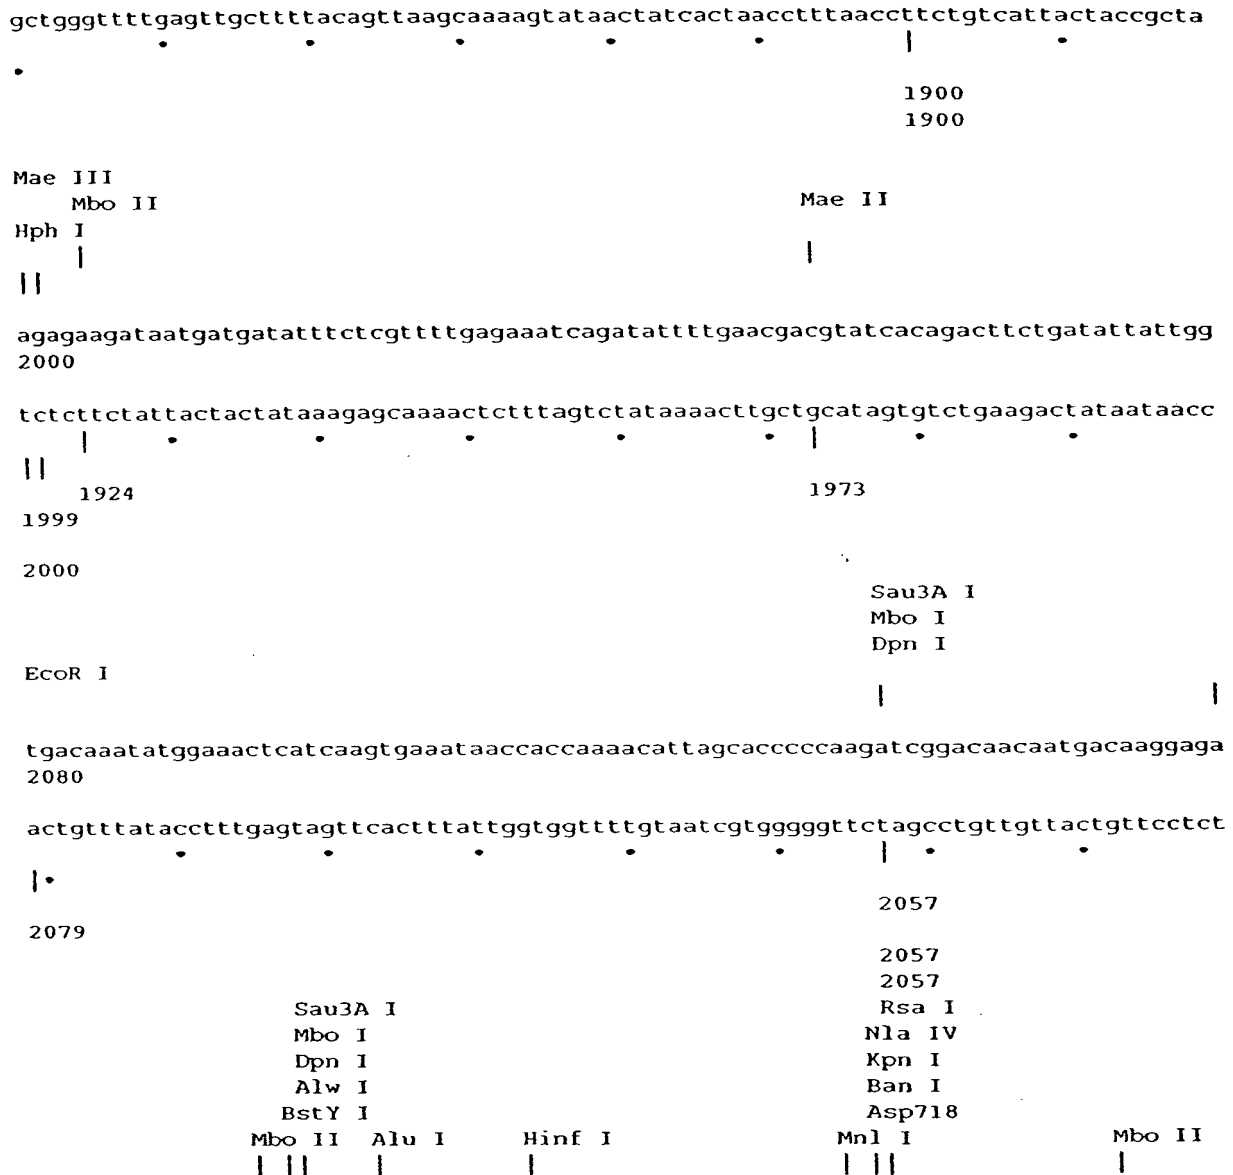 gctgggttttgagttgcttttacagttaagcaaaagtataactatcactaacctttaaccttctgtcattactaccgcta
1900
1900
Mae III
Mbo II
Mae II
Hph I
agagaagataatgatgatatttctcgttttgagaaatcagatattttgaacgacgtatcacagacttctgatattattgg
2000
tctcttctattactactataaagagcaaaactctttagtctataaaacttgctgcatagtgtctgaagactataataacc
1924
1973
1999
2000
Sau3A I
Mbo I
Dpn I
EcoR I
tgacaaatatggaaactcatcaagtgaaataaccaccaaaacattagcacccccaagatcggacaacaatgacaaggaga
2080
actgtttatacctttgagtagttcactttattggtggttttgtaatcgtgggggttctagcctgttgttactgttcctct
2057
2079
2057
2057
Sau3A I Rsa I
Mbo I Nla IV
Dpn I Kpn I
Alw I Ban I
BstY I Asp718
Mbo II Alu I Hinf I Mnl I Mbo II